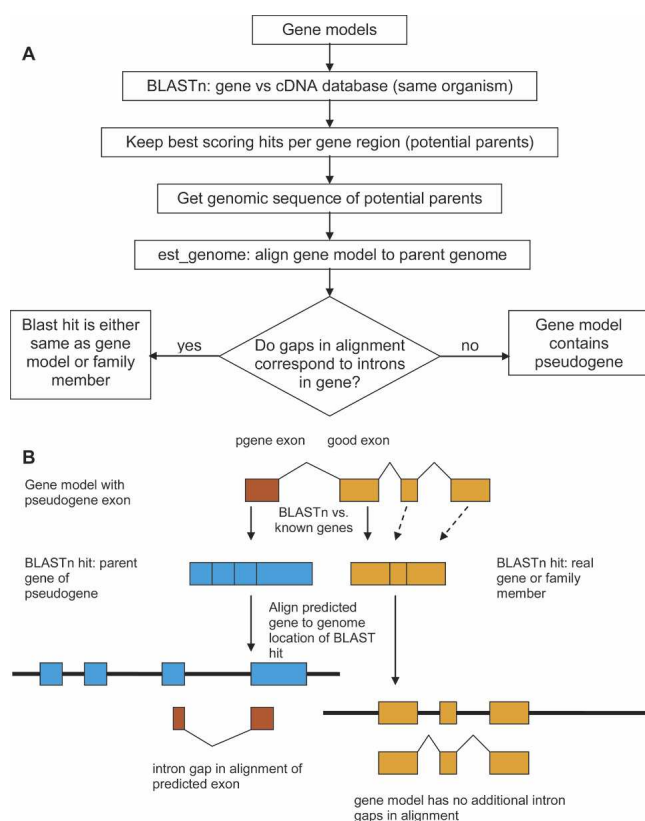 A
Gene models
BLASTn: gene vs cDNA database (same organism)
Keep best scoring hits per gene region (potential parents)
Get genomic sequence of potential parents
est_genome: align gene model to parent genome
Blast hit is either
same as gene
model or family
member
yes
Do gaps in alignment
correspond to introns
in gene?
no
Gene model
contains
pseudogene
B
pgene exon
good exon
Gene model with
pseudogene exon
BLASTn vs.
known genes
BLASTn hit: parent
gene of
pseudogene
BLASTn hit: real
gene or family
member
Align predicted
gene to genome
location of BLAST
hit
intron gap in alignment of
predicted exon
gene model has no additional intron
gaps in alignment